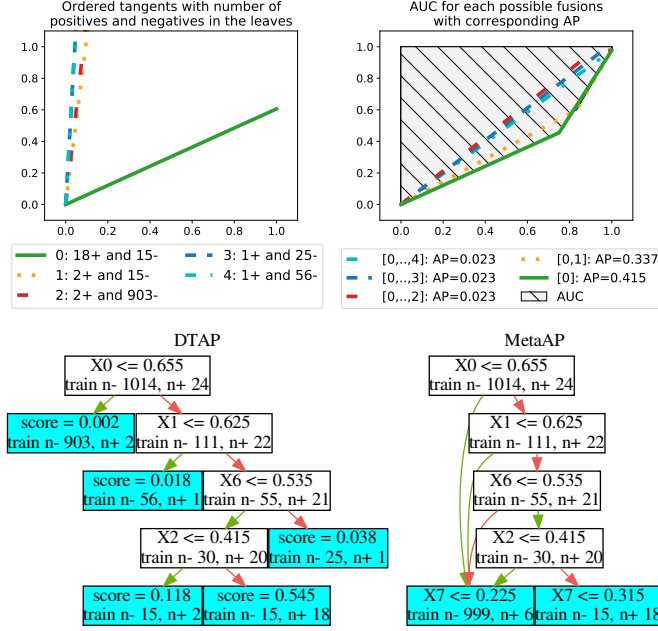 Ordered tangents with number of
positives and negatives in the leaves
1.0
0.8
0.6
0.4
0.2
0.0
0.0 0.2 0.4 0.6 0.8 1.0
0: 18+ and 15-
1: 2+ and 15-
2: 2+ and 903-
3: 1+ and 25-
4: 1+ and 56-
AUC for each possible fusions
with corresponding AP
1.0
0.8
0.6
0.4
0.2
0.0
0.0 0.2 0.4 0.6 0.8 1.0
[0,..,4]: AP=0.023
[0,..,3]: AP=0.023
[0,..,2]: AP=0.023
[0,1]: AP=0.337
[0]: AP=0.415
AUC
DTAP
X0 <= 0.655
train n- 1014, n+ 24
score = 0.002
train n- 903, n+ 2
X1 <= 0.625
train n- 111, n+ 22
score = 0.018
train n- 56, n+ 1
X6 <= 0.535
train n- 55, n+ 21
X2 <= 0.415
train n- 30, n+ 20
score = 0.038
train n- 25, n+ 1
score = 0.118
train n- 15, n+ 2
score = 0.545
train n- 15, n+ 18
MetaAP
X0 <= 0.655
train n- 1014, n+ 24
X1 <= 0.625
train n- 111, n+ 22
X6 <= 0.535
train n- 55, n+ 21
X2 <= 0.415
train n- 30, n+ 20
X7 <= 0.225
train n- 999, n+ 6
X7 <= 0.315
train n- 15, n+ 18